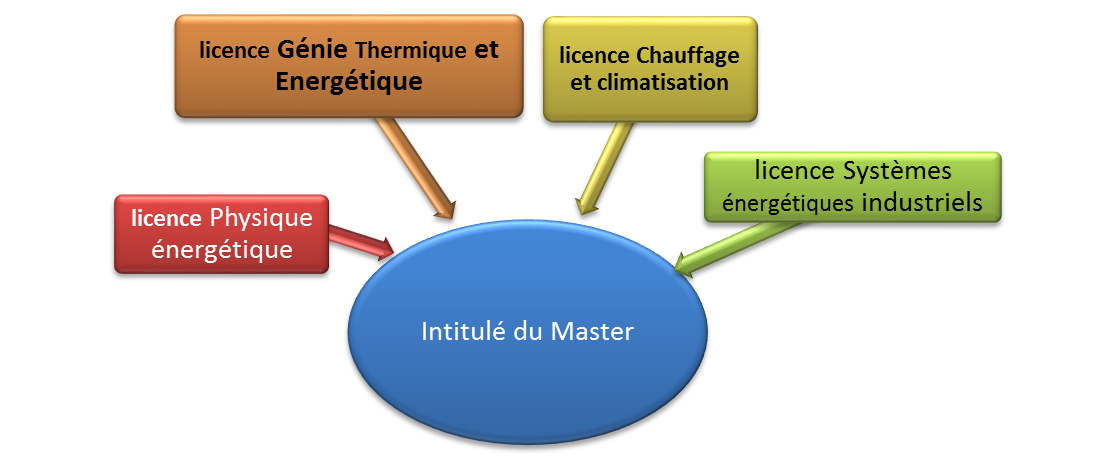 licence Génie Thermique et
Energétique
licence Chauffage
et climatisation
licence Systèmes
énergétiques industriels
licence Physique
énergétique
Intitulé du Master